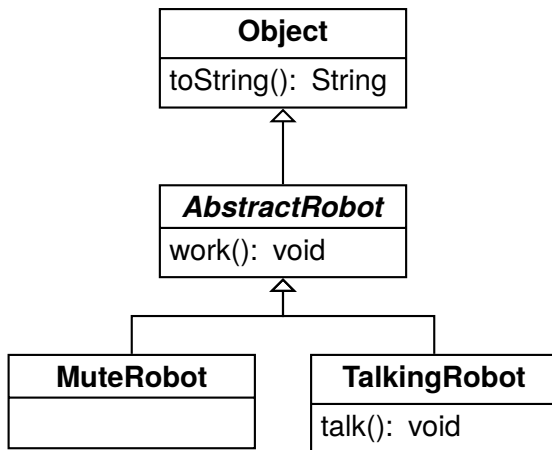 Object
toString(): String
AbstractRobot
work(): void
MuteRobot
TalkingRobot
talk(): void